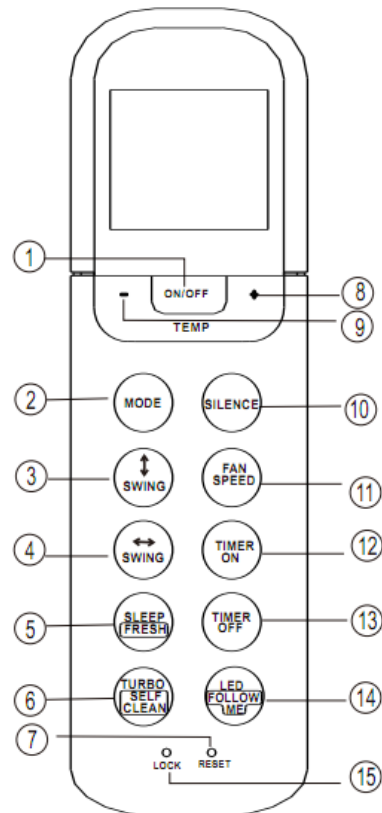 1
ON/OFF
8
-
+
9
TEMP
2
MODE
SILENCE
10
3
↕
SWING
FAN
SPEED
11
4
↔
SWING
TIMER
ON
12
5
SLEEP
FRESH
TIMER
OFF
13
6
TURBO
SELF
CLEAN
LED
FOLLOW
ME
14
7
LOCK
RESET
15